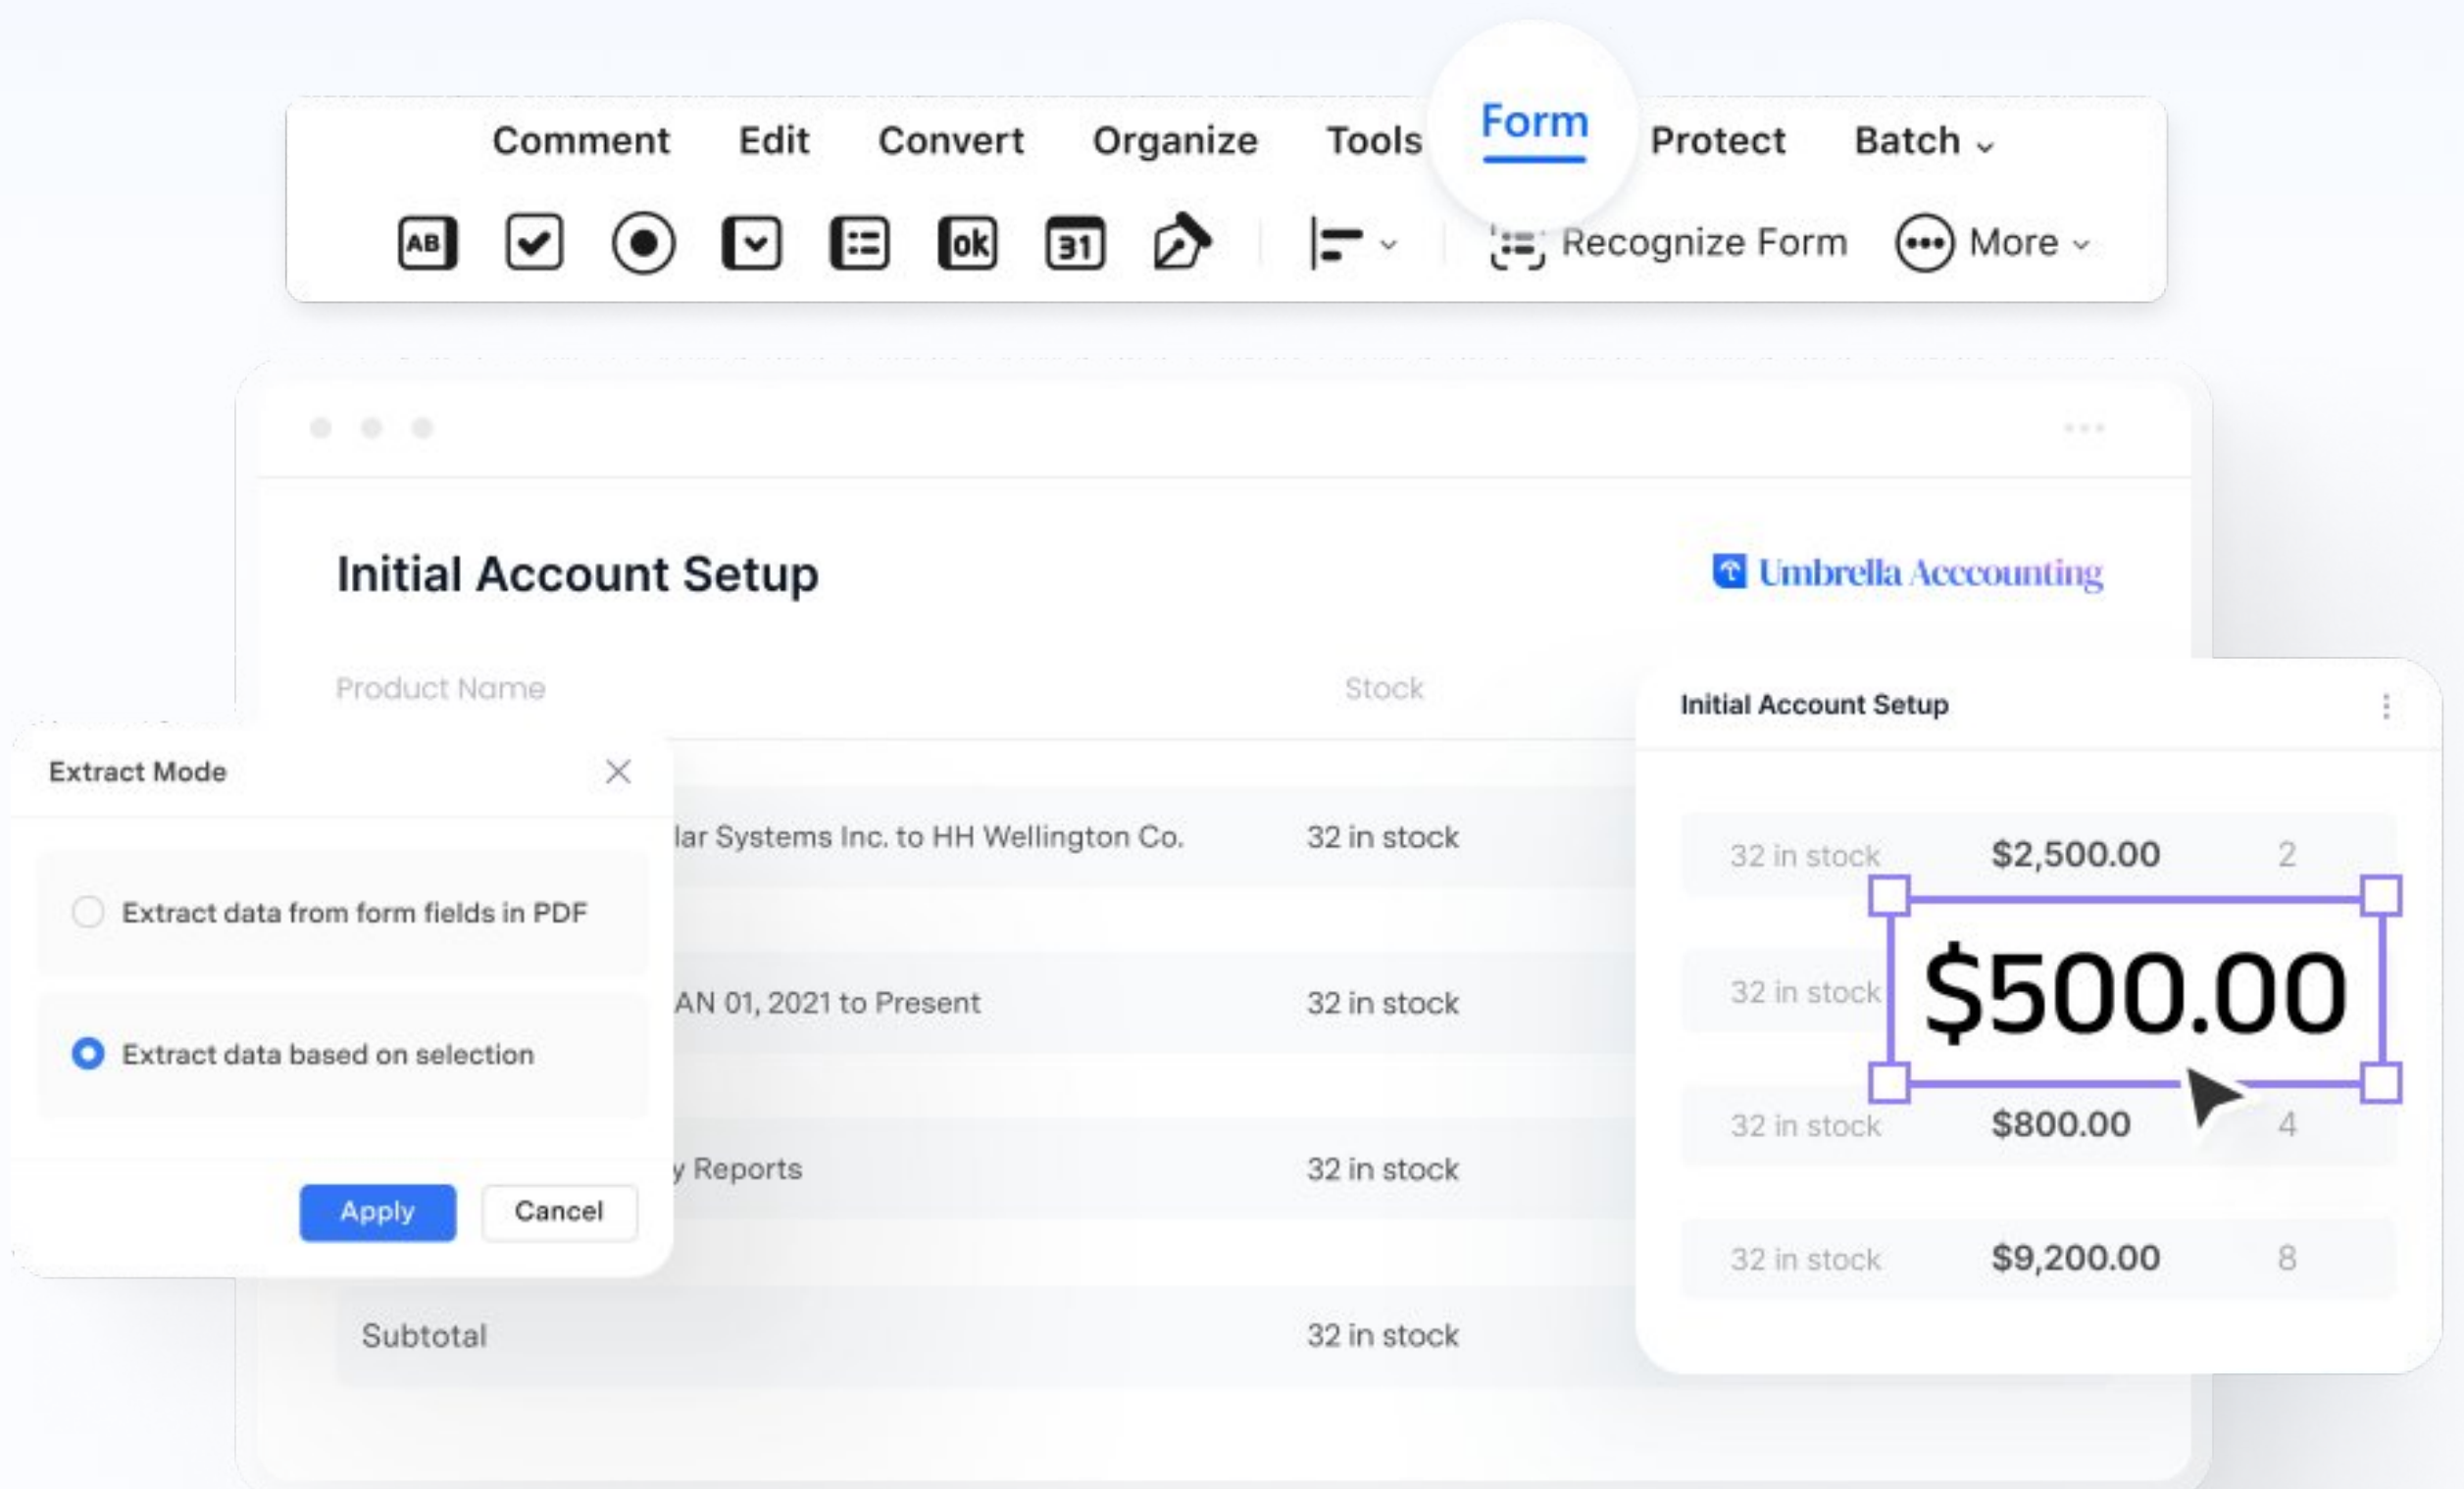 Comment Edit Convert Organize Tools Form Protect Batch
AB ok 31 Recognize Form More
Initial Account Setup
Umbrella Acccounting
Product Name Stock
Extract Mode
Extract data from form fields in PDF
Extract data based on selection
Apply Cancel
lar Systems Inc. to HH Wellington Co. 32 in stock
AN 01, 2021 to Present 32 in stock
y Reports 32 in stock
Subtotal 32 in stock
Initial Account Setup
32 in stock $2,500.00 2
32 in stock $500.00
32 in stock $800.00 4
32 in stock $9,200.00 8